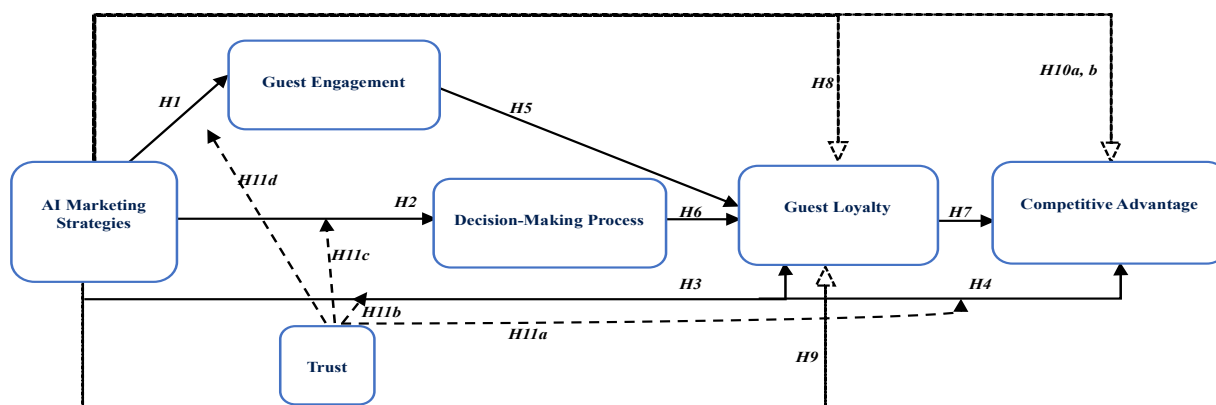 H10a, b
H8
Guest Engagement
H1
H5
H11d
AI Marketing
Strategies
H2
Decision-Making Process
H6
Guest Loyalty
H7
Competitive Advantage
H11c
H3
H4
H11b
H11a
H9
Trust